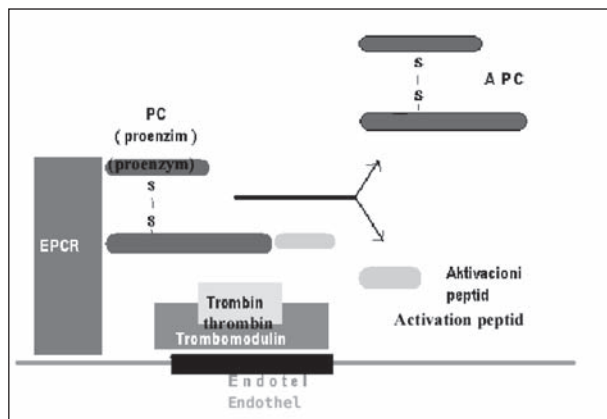 S
S
A PC
PC
( proenzim )
(proenzym)
S
S
EPCR
Aktivacioni
peptid
Activation peptid
Trombin
thrombin
Trombomodulin
Endotel
Endothel